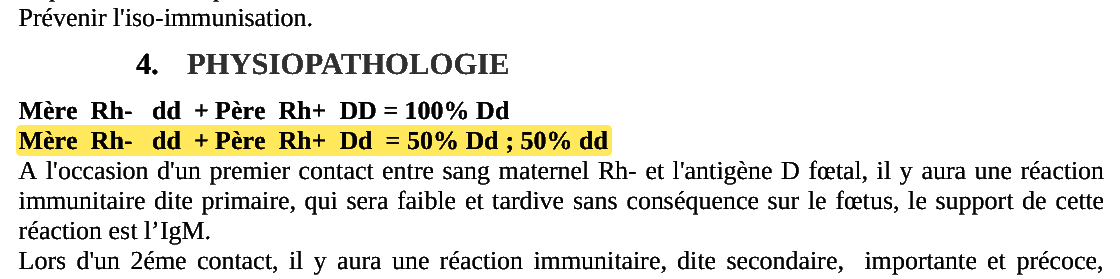 Prévenir l'iso-immunisation.
4. PHYSIOPATHOLOGIE
Mère Rh- dd + Père Rh+ DD = 100% Dd
Mère Rh- dd + Père Rh+ Dd = 50% Dd ; 50% dd
A l'occasion d'un premier contact entre sang maternel Rh- et l'antigène D fœtal, il y aura une réaction
immunitaire dite primaire, qui sera faible et tardive sans conséquence sur le fœtus, le support de cette
réaction est l’IgM.
Lors d'un 2éme contact, il y aura une réaction immunitaire, dite secondaire, importante et précoce,